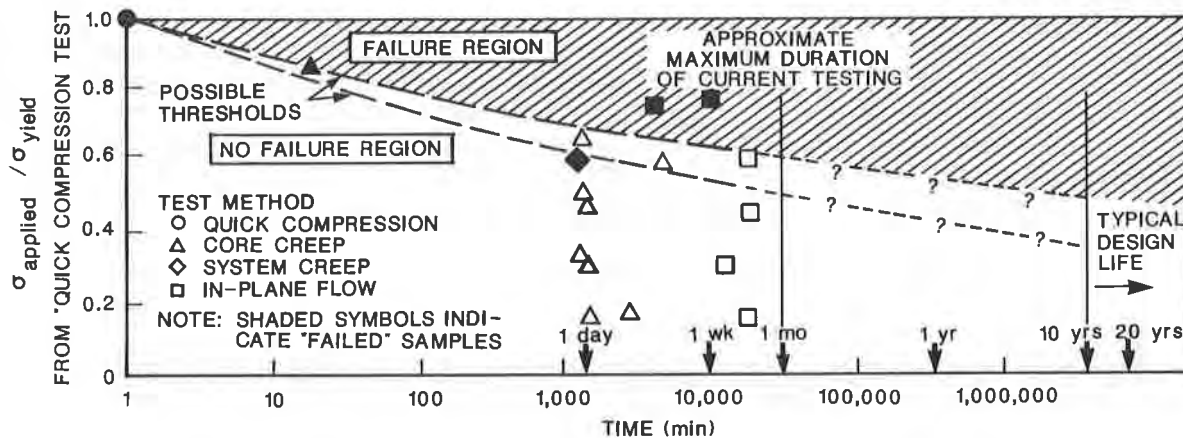 σapplied /σyield
FROM "QUICK COMPRESSION TEST
1.0
0.8
0.6
0.4
0.2
0
FAILURE REGION
APPROXIMATE
MAXIMUM DURATION
OF CURRENT TESTING
POSSIBLE
THRESHOLDS
NO FAILURE REGION
TEST METHOD
QUICK COMPRESSION
CORE CREEP
SYSTEM CREEP
IN-PLANE FLOW
NOTE: SHADED SYMBOLS INDI-
CATE "FAILED" SAMPLES
? ? ?
? ? ?
TYPICAL
DESIGN
LIFE
1 day
1 wk
1 mo
1 yr
10 yrs
20 yrs
1
10
100
1,000
10,000
100,000
1,000,000
TIME (min)